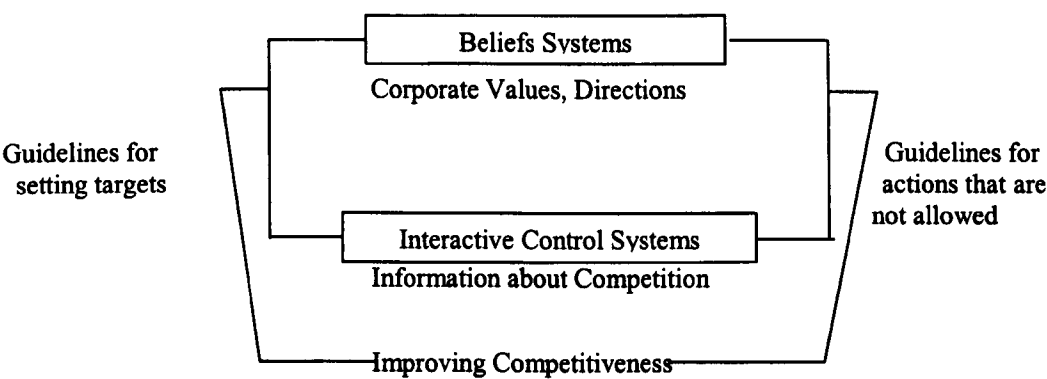 Beliefs Systems
Corporate Values, Directions
Guidelines for
setting targets
Guidelines for
actions that are
not allowed
Interactive Control Systems
Information about Competition
Improving Competitiveness